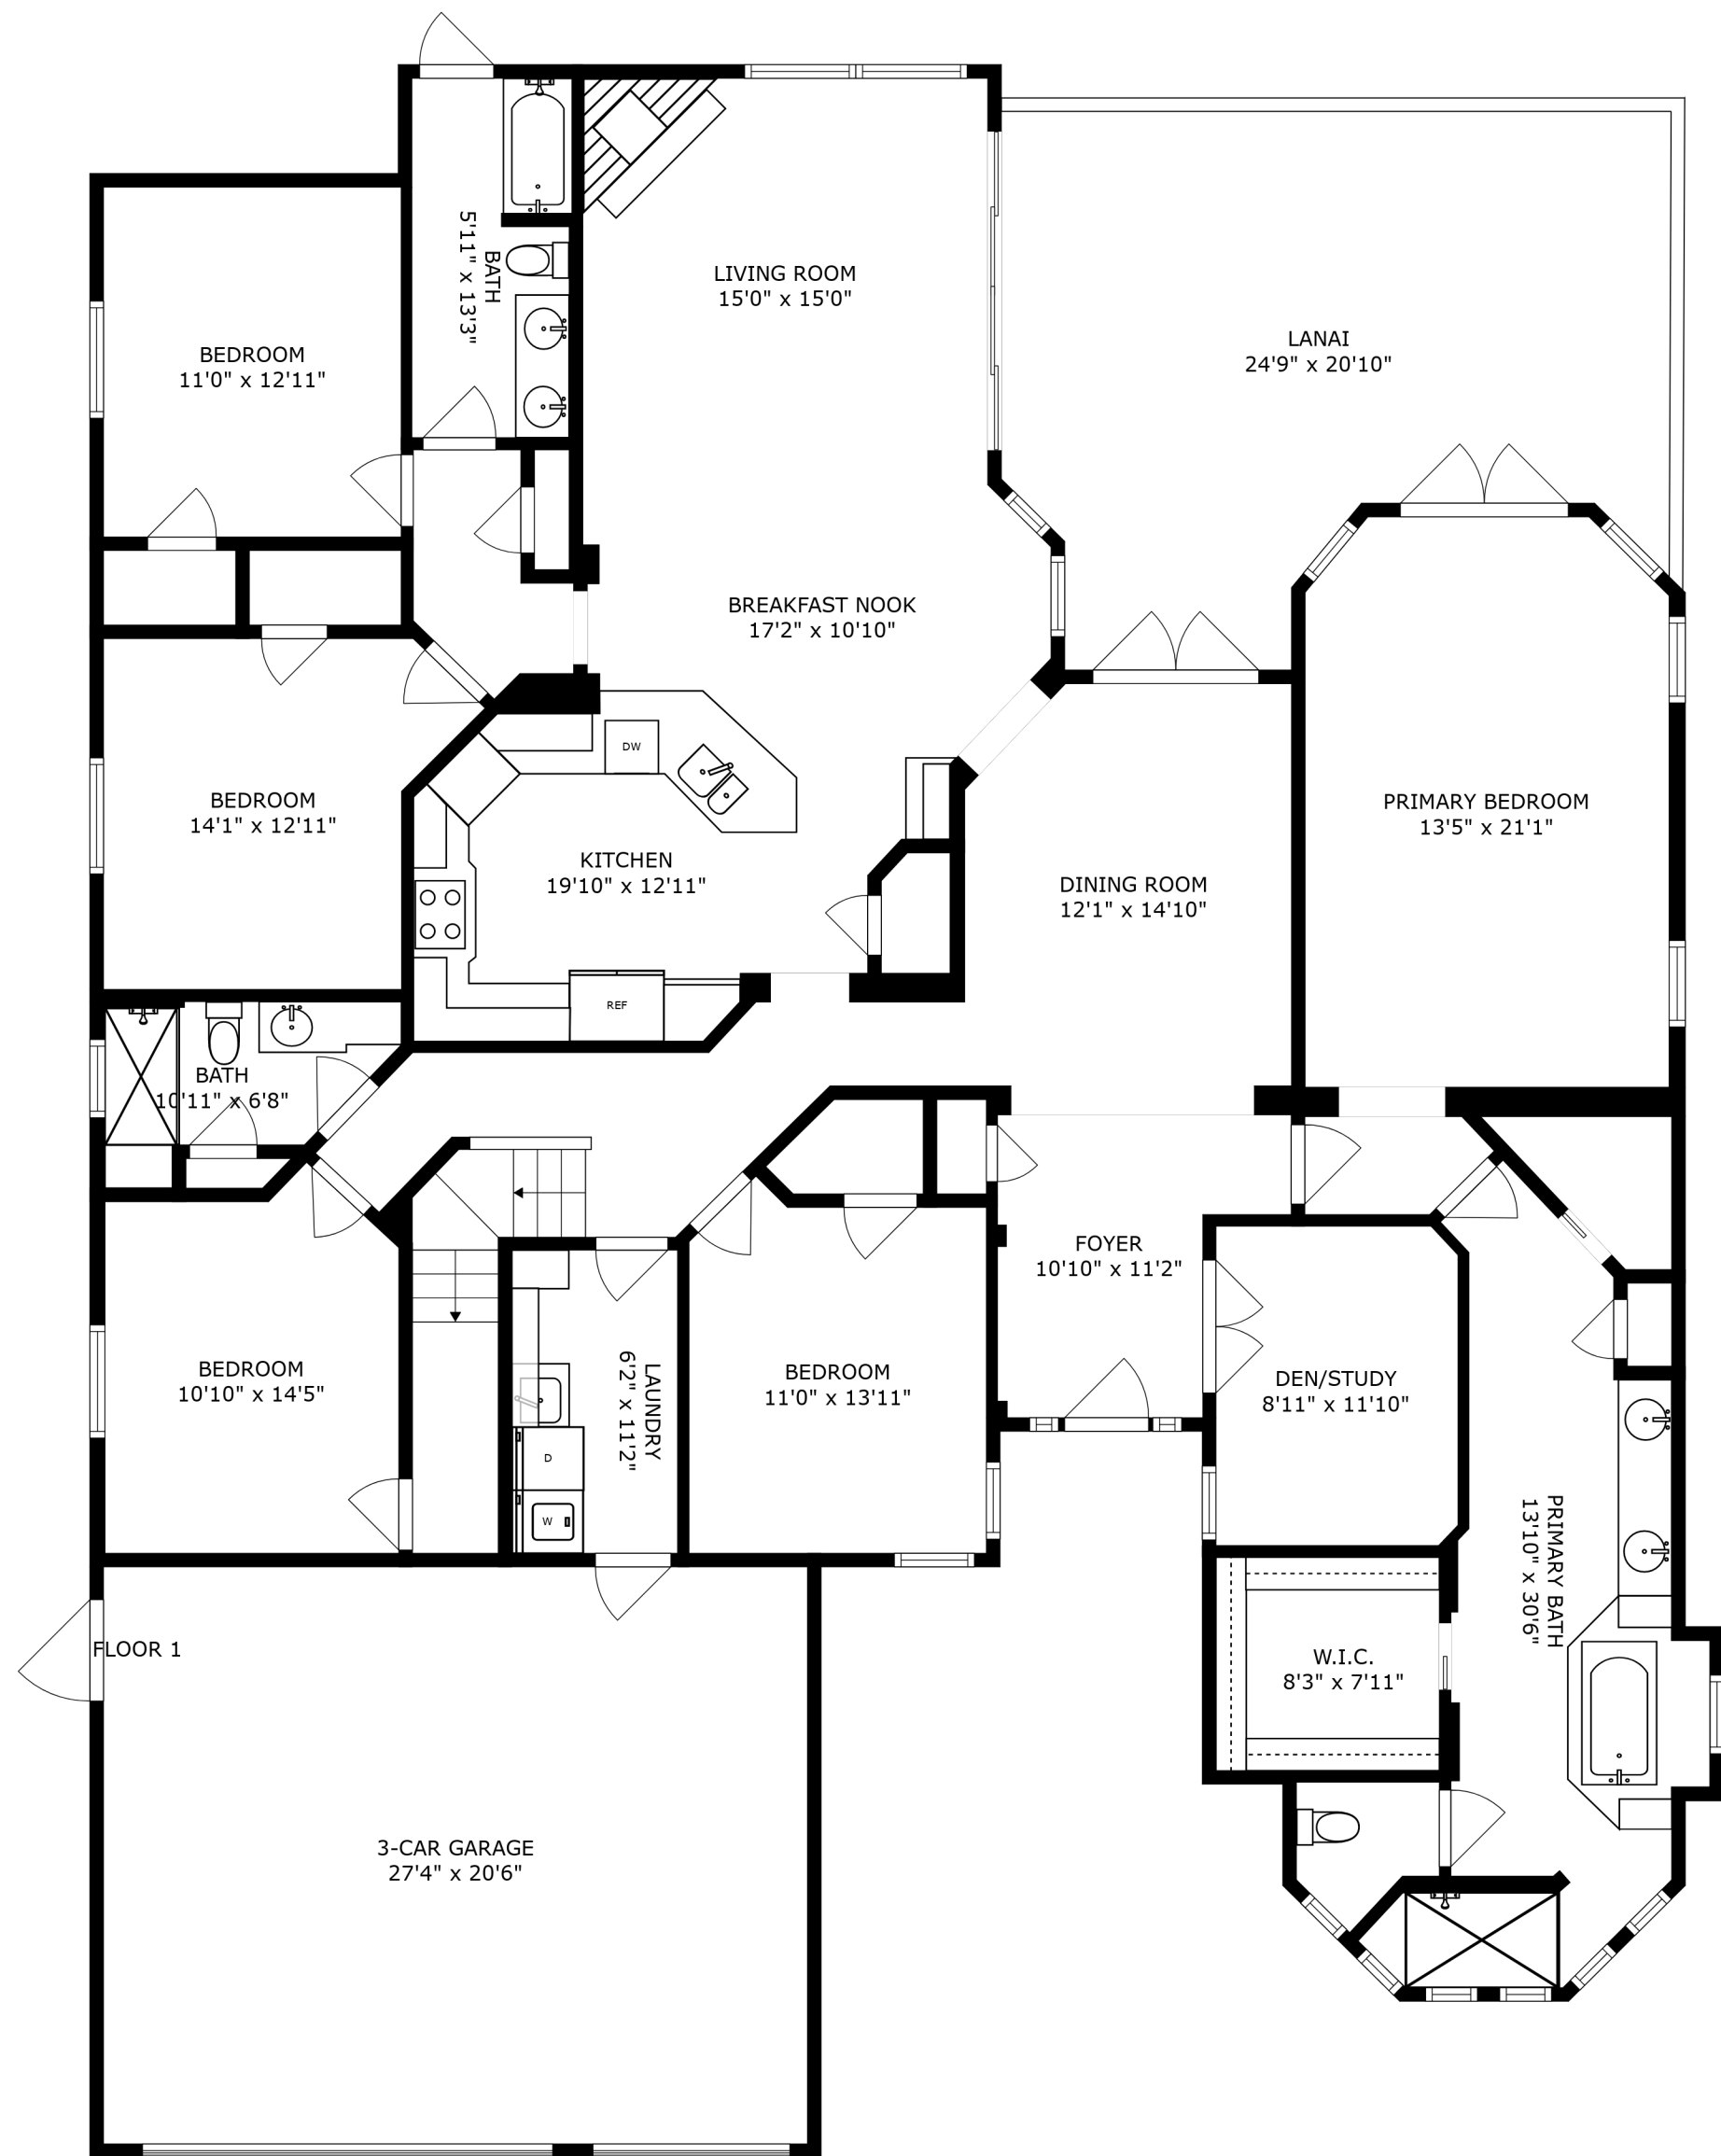 LIVING ROOM
15'0" x 15'0"
BATH
5'11" x 13'3"
LANAI
24'9" x 20'10"
BEDROOM
11'0" x 12'11"
BREAKFAST NOOK
17'2" x 10'10"
DW
BEDROOM
14'1" x 12'11"
PRIMARY BEDROOM
13'5" x 21'1"
KITCHEN
19'10" x 12'11"
DINING ROOM
12'1" x 14'10"
REF
BATH
10'11" x 6'8"
FOYER
10'10" x 11'2"
BEDROOM
10'10" x 14'5"
LAUNDRY
6'2" x 11'2"
BEDROOM
11'0" x 13'11"
DEN/STUDY
8'11" x 11'10"
D
W
PRIMARY BATH
13'10" x 30'6"
FLOOR 1
W.I.C.
8'3" x 7'11"
3-CAR GARAGE
27'4" x 20'6"